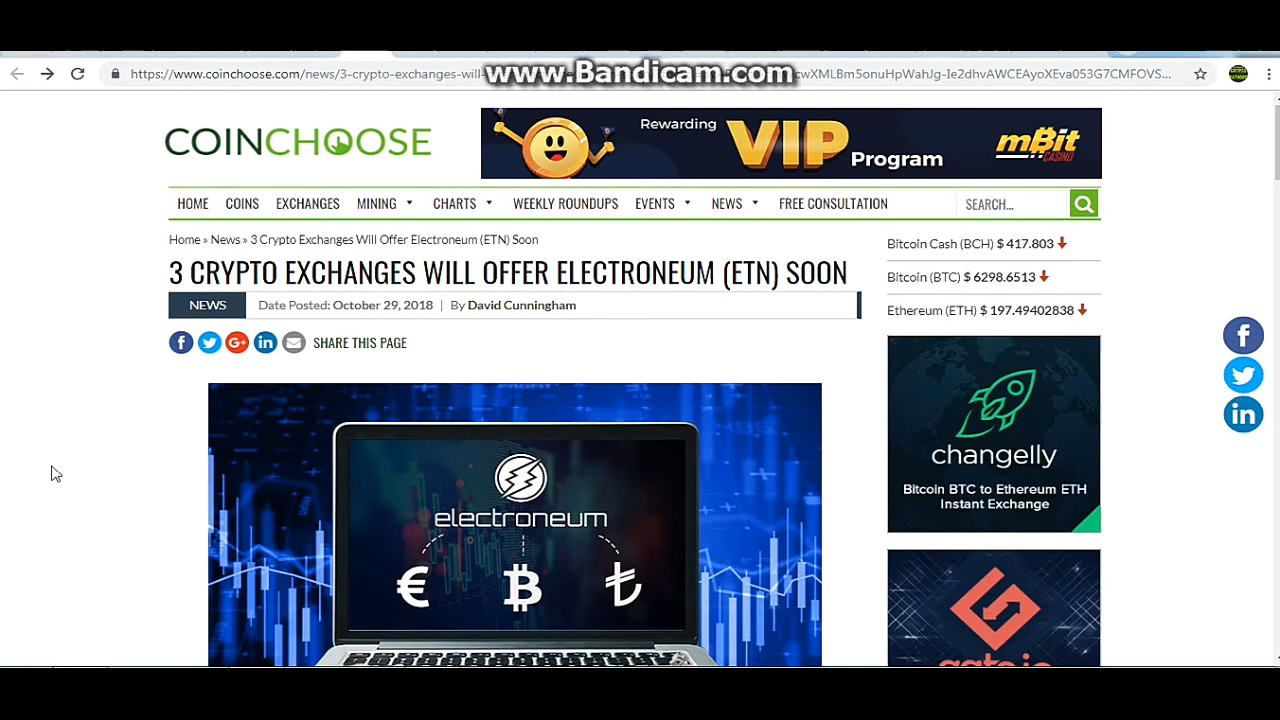 www.Bandicam.com
https://www.coinchoose.com/news/3-crypto-exchanges-will-
COINCHOOSE
Rewarding
VIP
Program
mBit
CASINO
HOME COINS EXCHANGES MINING CHARTS WEEKLY ROUNDUPS EVENTS NEWS FREE CONSULTATION SEARCH...
Home » News » 3 Crypto Exchanges Will Offer Electroneum (ETN) Soon
3 CRYPTO EXCHANGES WILL OFFER ELECTRONEUM (ETN) SOON
NEWS Date Posted: October 29, 2018 | By David Cunningham
SHARE THIS PAGE
electroneum
€ ₿ ₺
Bitcoin Cash (BCH) $ 417.803
Bitcoin (BTC) $ 6298.6513
Ethereum (ETH) $ 197.49402838
changelly
Bitcoin BTC to Ethereum ETH
Instant Exchange
gate.io